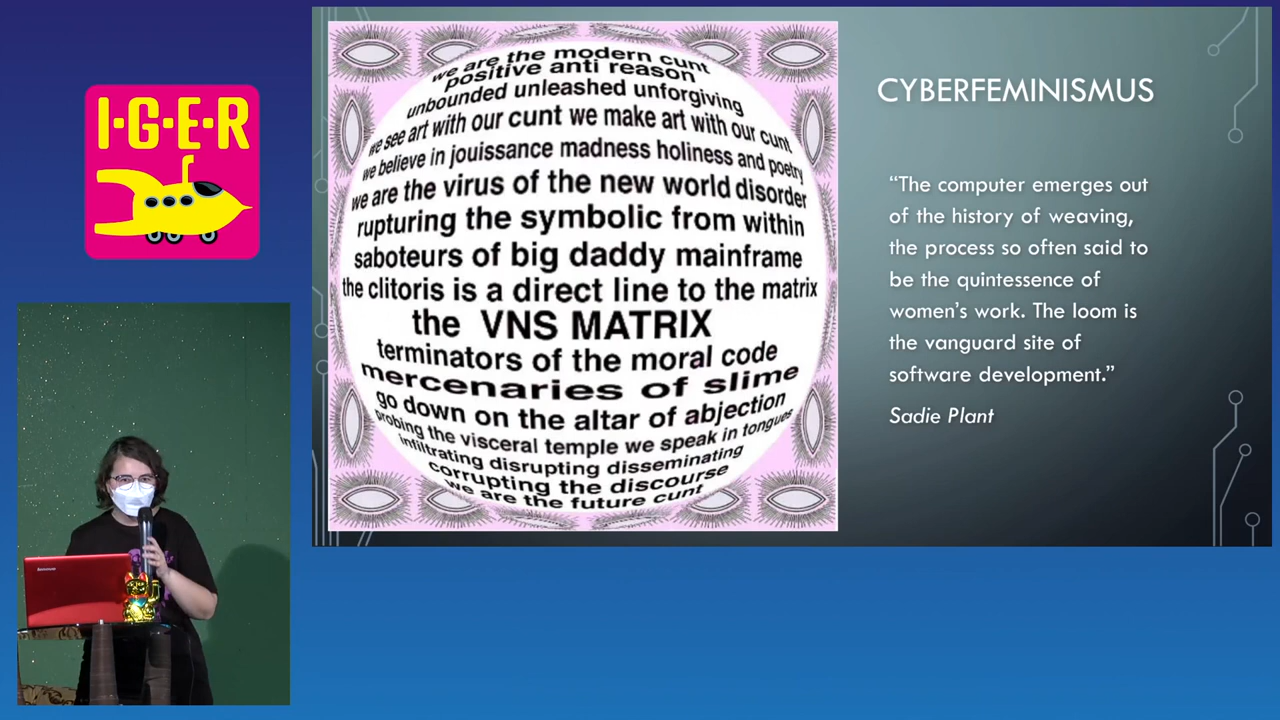 I·G·E·R
we are the modern cunt
positive anti reason
unbounded unleashed unforgiving
we see art with our cunt we make art with our cunt
we believe in jouissance madness holiness and poetry
we are the virus of the new world disorder
rupturing the symbolic from within
saboteurs of big daddy mainframe
the clitoris is a direct line to the matrix
the VNS MATRIX
terminators of the moral code
mercenaries of slime
go down on the altar of abjection
probing the visceral temple we speak in tongues
infiltrating disrupting disseminating
corrupting the discourse
we are the future cunt
CYBERFEMINISMUS
“The computer emerges out
of the history of weaving,
the process so often said to
be the quintessence of
women’s work. The loom is
the vanguard site of
software development.”
Sadie Plant
lenovo